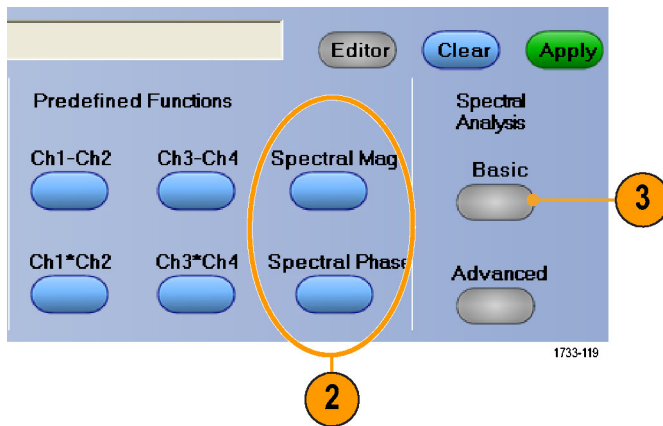 Editor Clear Apply
Predefined Functions
Spectral
Analysis
Ch1-Ch2 Ch3-Ch4 Spectral Mag
Basic
3
Ch1*Ch2 Ch3*Ch4 Spectral Phase
Advanced
1733-119
2